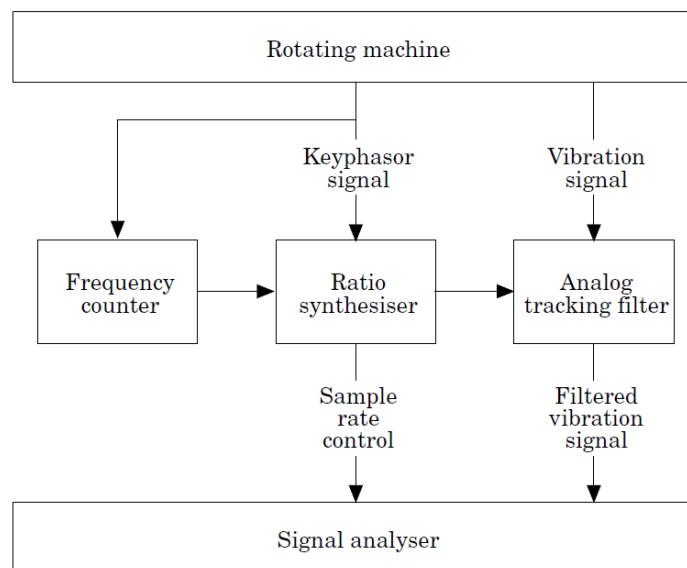 Rotating machine
Keyphasor
signal
Vibration
signal
Frequency
counter
Ratio
synthesiser
Analog
tracking filter
Sample
rate
control
Filtered
vibration
signal
Signal analyser